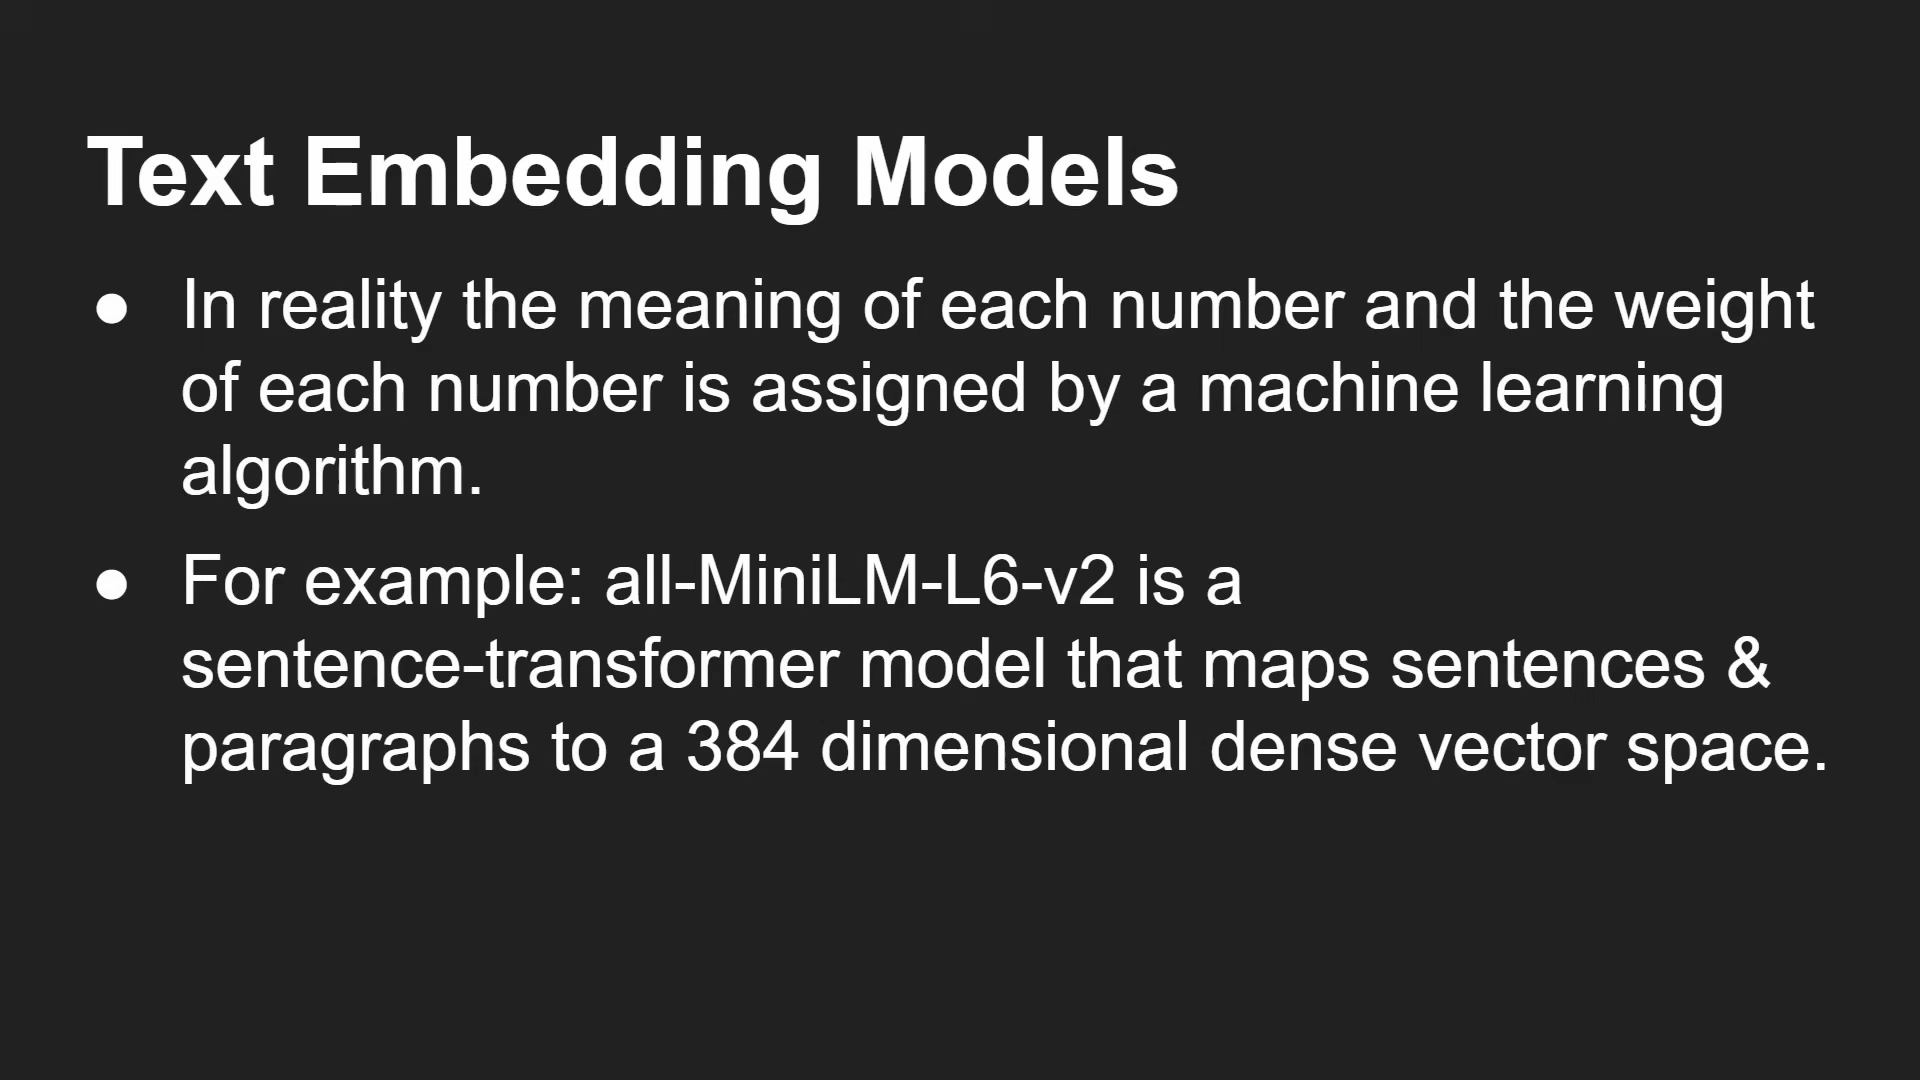 Text Embedding Models
● In reality the meaning of each number and the weight
of each number is assigned by a machine learning
algorithm.
● For example: all-MiniLM-L6-v2 is a
sentence-transformer model that maps sentences &
paragraphs to a 384 dimensional dense vector space.